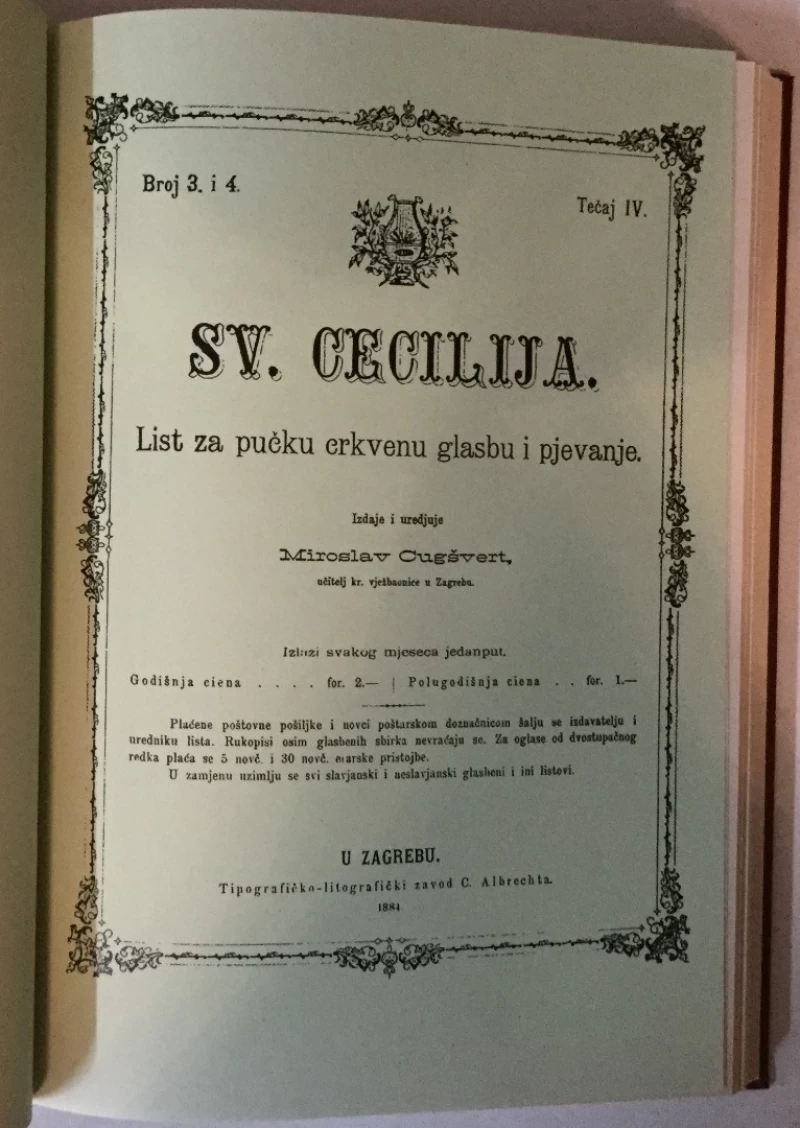 Broj 3. i 4.
Tečaj IV.
SV. CECILIJA.
List za pučku crkvenu glasbu i pjevanje.
Izdaje i uredjuje
Miroslav Cugšvert,
učitelj kr. vježbaonice u Zagrebu.
Izlazi svakog mjeseca jedanput.
Godišnja ciena . . . . for. 2.— | Polugodišnja ciena . . for. 1.—
Plaćene poštovne pošiljke i novci poštarskom doznačnicom šalju se izdavatelju i
uredniku lista. Rukopisi osim glasbenih sbirka nevraćaju se. Za oglase od dvostupačnog
redka plaća se 5 novč. i 30 novč. biljarske pristojbe.
U zamjenu uzimlju se svi slavjanski i neslavjanski glasbeni i ini listovi.
U ZAGREBU.
Tipografičko-litografički zavod C. Albrechta.
1884